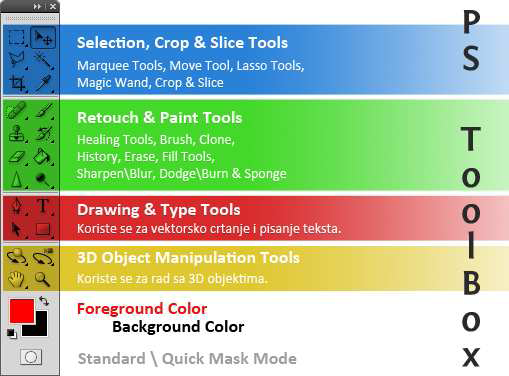 Selection, Crop & Slice Tools
Marquee Tools, Move Tool, Lasso Tools,
Magic Wand, Crop & Slice
Retouch & Paint Tools
Healing Tools, Brush, Clone,
History, Erase, Fill Tools,
Sharpen\Blur, Dodge\Burn & Sponge
Drawing & Type Tools
Koriste se za vektorsko crtanje i pisanje teksta.
3D Object Manipulation Tools
Koriste se za rad sa 3D objektima.
Foreground Color
Background Color
Standard \ Quick Mask Mode
PS ToolBox